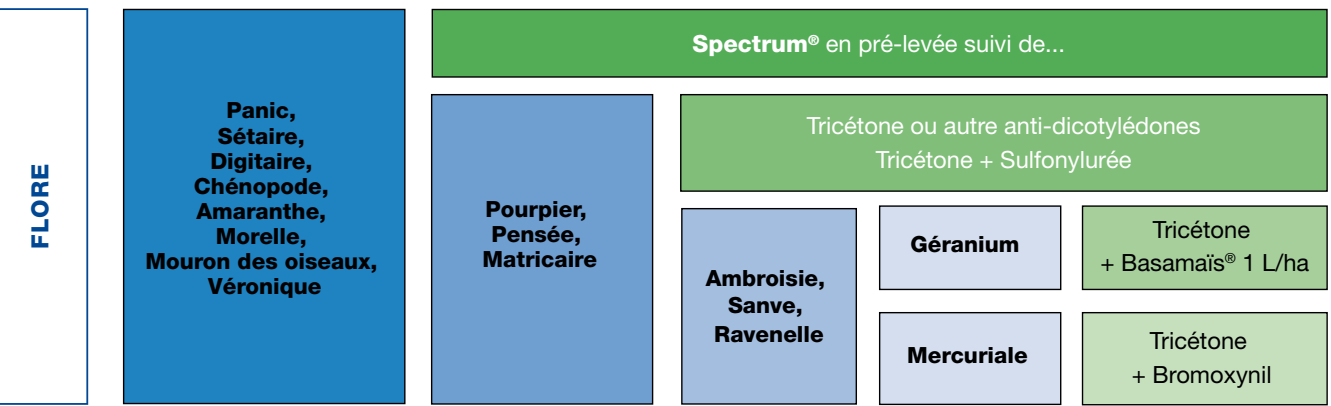 FLORE
Panic,
Sétaire,
Digitaire,
Chénopode,
Amaranthe,
Morelle,
Mouron des oiseaux,
Véronique
Spectrum® en pré-levée suivi de...
Pourpier,
Pensée,
Matricaire
Tricétone ou autre anti-dicotylédones
Tricétone + Sulfonylurée
Ambroisie,
Sanve,
Ravenelle
Géranium
Tricétone
+ Basamaïs® 1 L/ha
Mercuriale
Tricétone
+ Bromoxynil